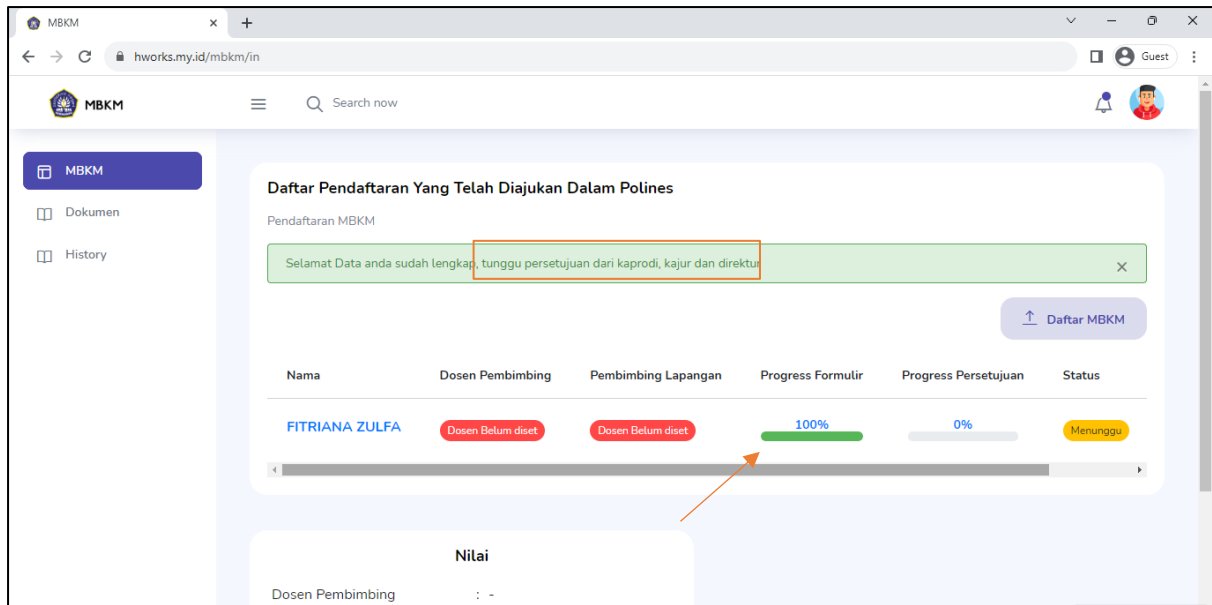 MBKM
hworks.my.id/mbkm/in
Guest
MBKM
Search now
MBKM
Dokumen
History
Daftar Pendaftaran Yang Telah Diajukan Dalam Polines
Pendaftaran MBKM
Selamat Data anda sudah lengkap, tunggu persetujuan dari kaprodi, kajur dan direktur
Daftar MBKM
Nama Dosen Pembimbing Pembimbing Lapangan Progress Formulir Progress Persetujuan Status
FITRIANA ZULFA Dosen Belum diset Dosen Belum diset 100% 0% Menunggu
Nilai
Dosen Pembimbing : -